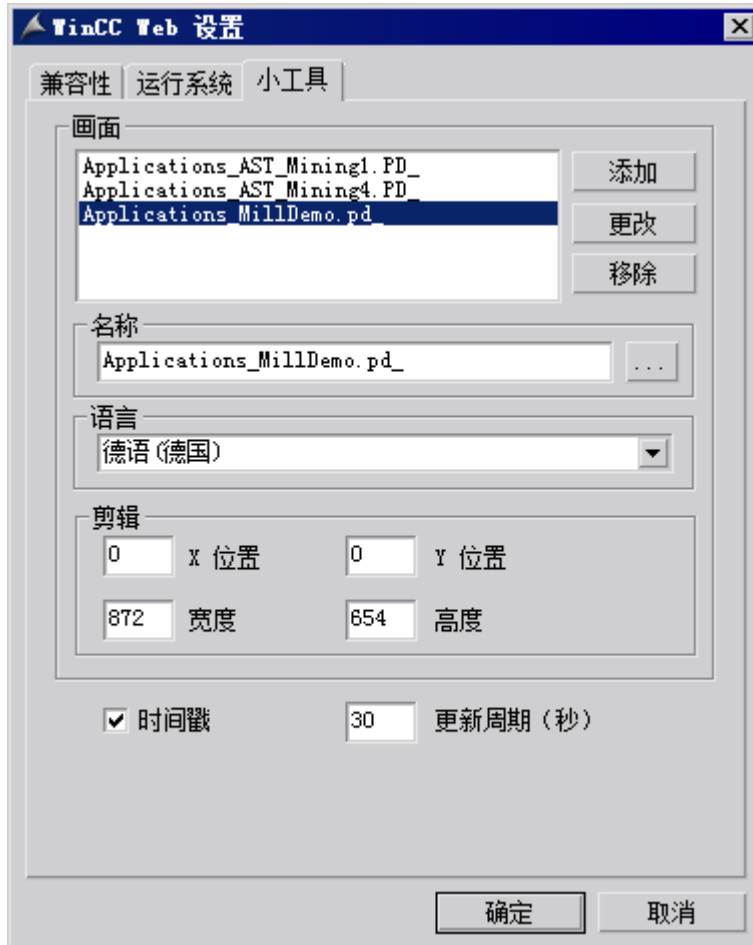 WinCC Web 设置
兼容性 运行系统 小工具
画面
Applications_AST_Mining1.PD_
Applications_AST_Mining4.PD_
Applications_MillDemo.pd_
添加
更改
移除
名称
Applications_MillDemo.pd_ ...
语言
德语(德国)
剪辑
0 X 位置 0 Y 位置
872 宽度 654 高度
时间戳 30 更新周期（秒）
确定 取消